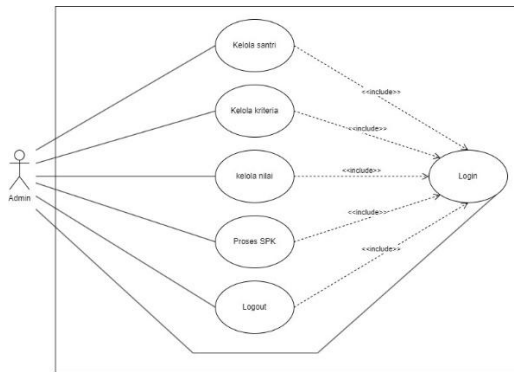 Kelola santri
<<include>>
Kelola kriteria
<<include>>
kelola nilai
<<include>>
Login
Admin
Proses SPK
<<include>>
Logout
<<include>>